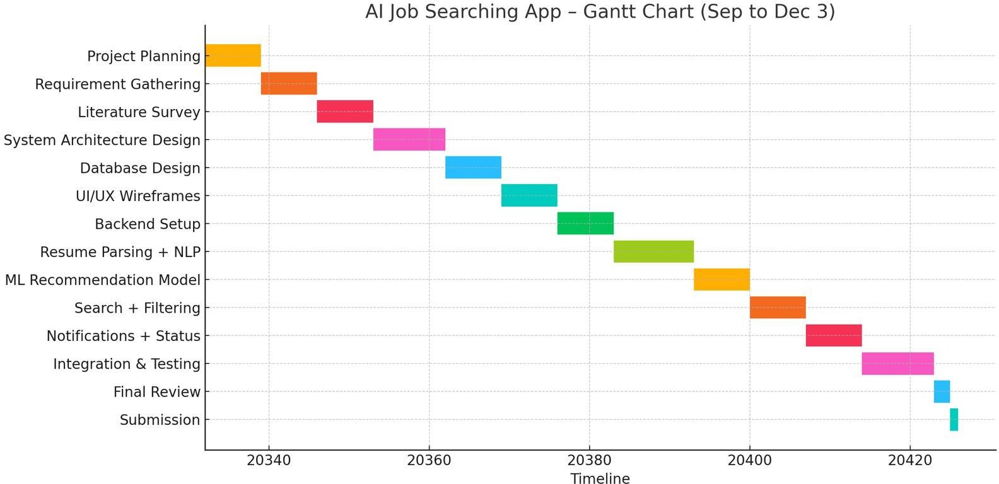 AI Job Searching App – Gantt Chart (Sep to Dec 3)
Project Planning
Requirement Gathering
Literature Survey
System Architecture Design
Database Design
UI/UX Wireframes
Backend Setup
Resume Parsing + NLP
ML Recommendation Model
Search + Filtering
Notifications + Status
Integration & Testing
Final Review
Submission
20340 20360 20380 20400 20420
Timeline